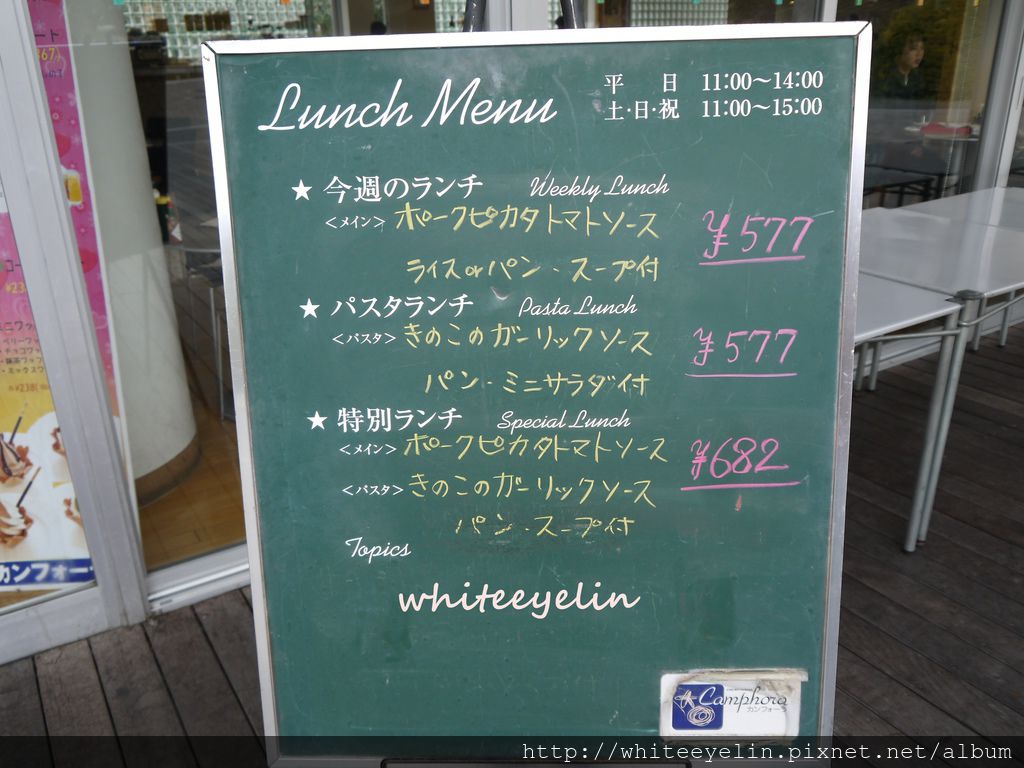 Lunch Menu
平 日 11:00〜14:00
土・日・祝 11:00〜15:00
★ 今週のランチ Weekly Lunch
<メイン> ポークピカタトマトソース ¥577
ライスorパン・スープ付
★ パスタランチ Pasta Lunch
<パスタ> きのこのガーリックソース ¥577
パン・ミニサラダ付
★ 特別ランチ Special Lunch
<メイン> ポークピカタトマトソース ¥682
<パスタ> きのこのガーリックソース
パン・スープ付
Topics
whiteeyelin
Camphora
カンフォーラ
カンフォー
http://whiteeyelin.pixnet.net/album